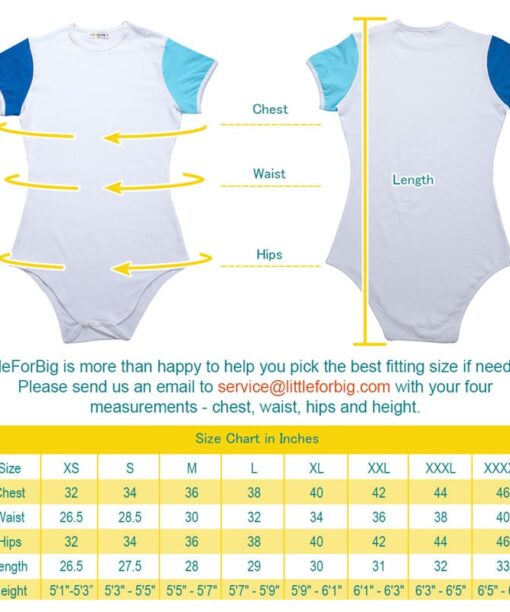 Chest
Waist
Length
Hips
leForBig is more than happy to help you pick the best fitting size if need
Please send us an email to service@littleforbig.com with your four
measurements - chest, waist, hips and height.
Size Chart in Inches
Size XS S M L XL XXL XXXL XXXX
Chest 32 34 36 38 40 42 44 46
Waist 26.5 28.5 30 32 34 36 38 40
Hips 32 34 36 38 40 42 44 46
ength 26.5 27.5 28 29 30 31 32 33
eight 5'1"-5'3" 5'3" - 5'5" 5'5" - 5'7" 5'7" - 5'9" 5'9" - 6'1" 6'1" - 6'3" 6'3" - 6'5" 6'5" - 6